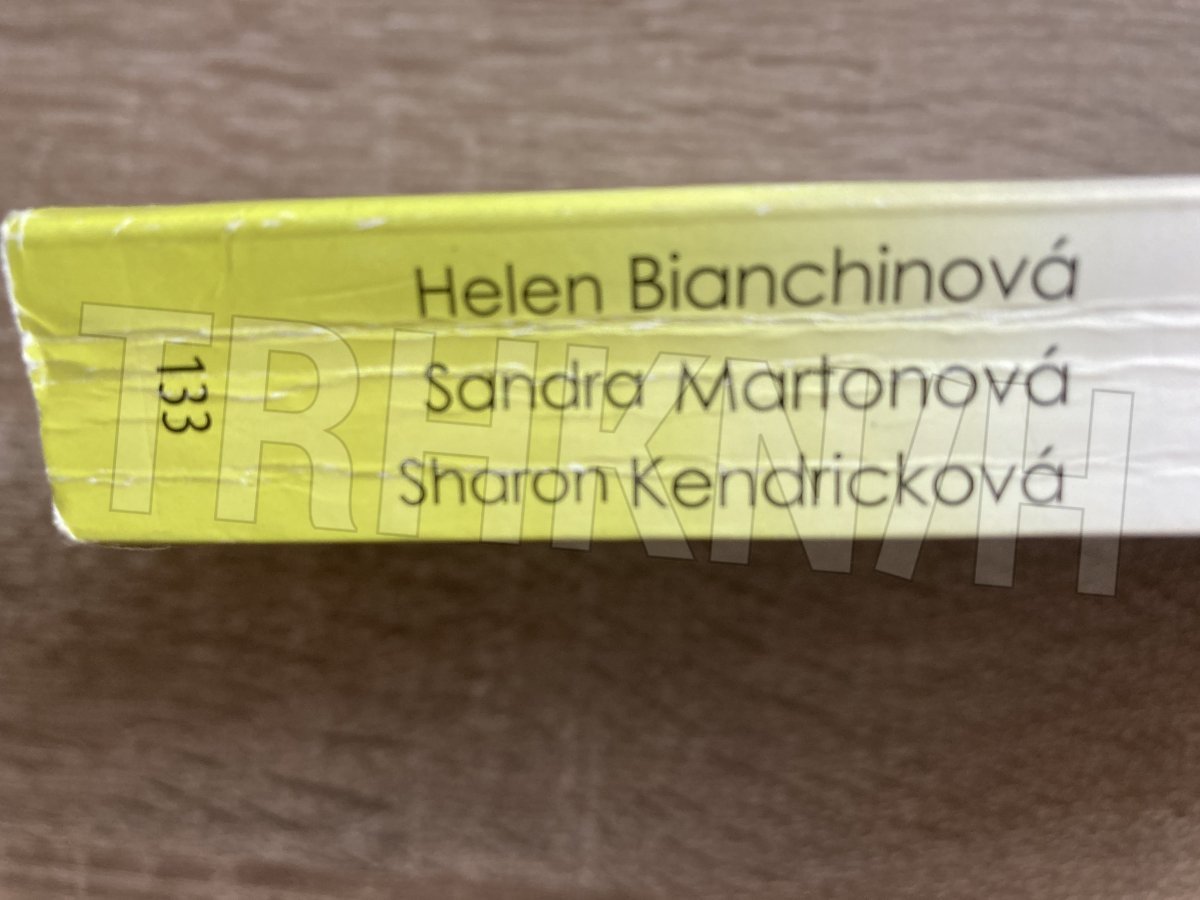 133
Helen Bianchinová
Sandra Martonová
Sharon Kendricková
TRHKNIH